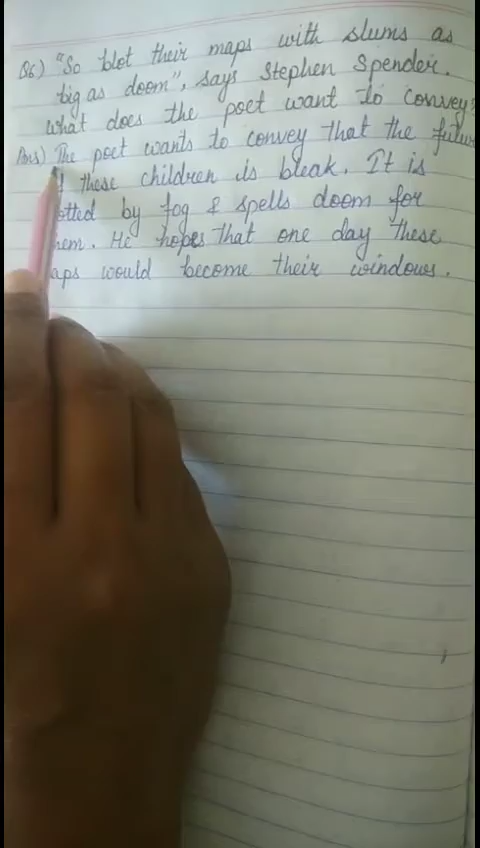 Q6) "So blot their maps with slums as
big as doom", says Stephen Spender.
What does the poet want to convey?
Ans) The poet wants to convey that the future
these children is bleak. It is
by fog & spells doom for
He hopes that one day these
would become their windows.